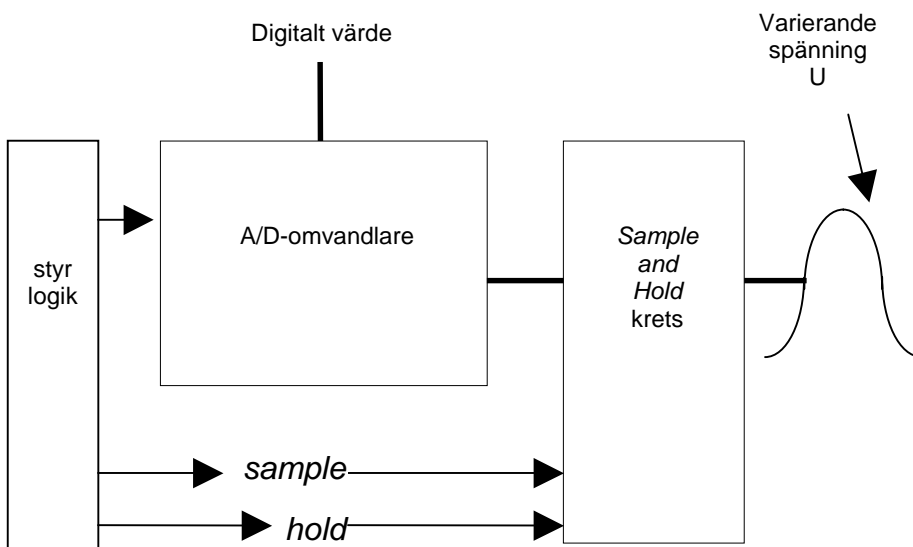 Digitalt värde
Varierande
spänning
U
styr
logik
A/D-omvandlare
Sample
and
Hold
krets
sample
hold